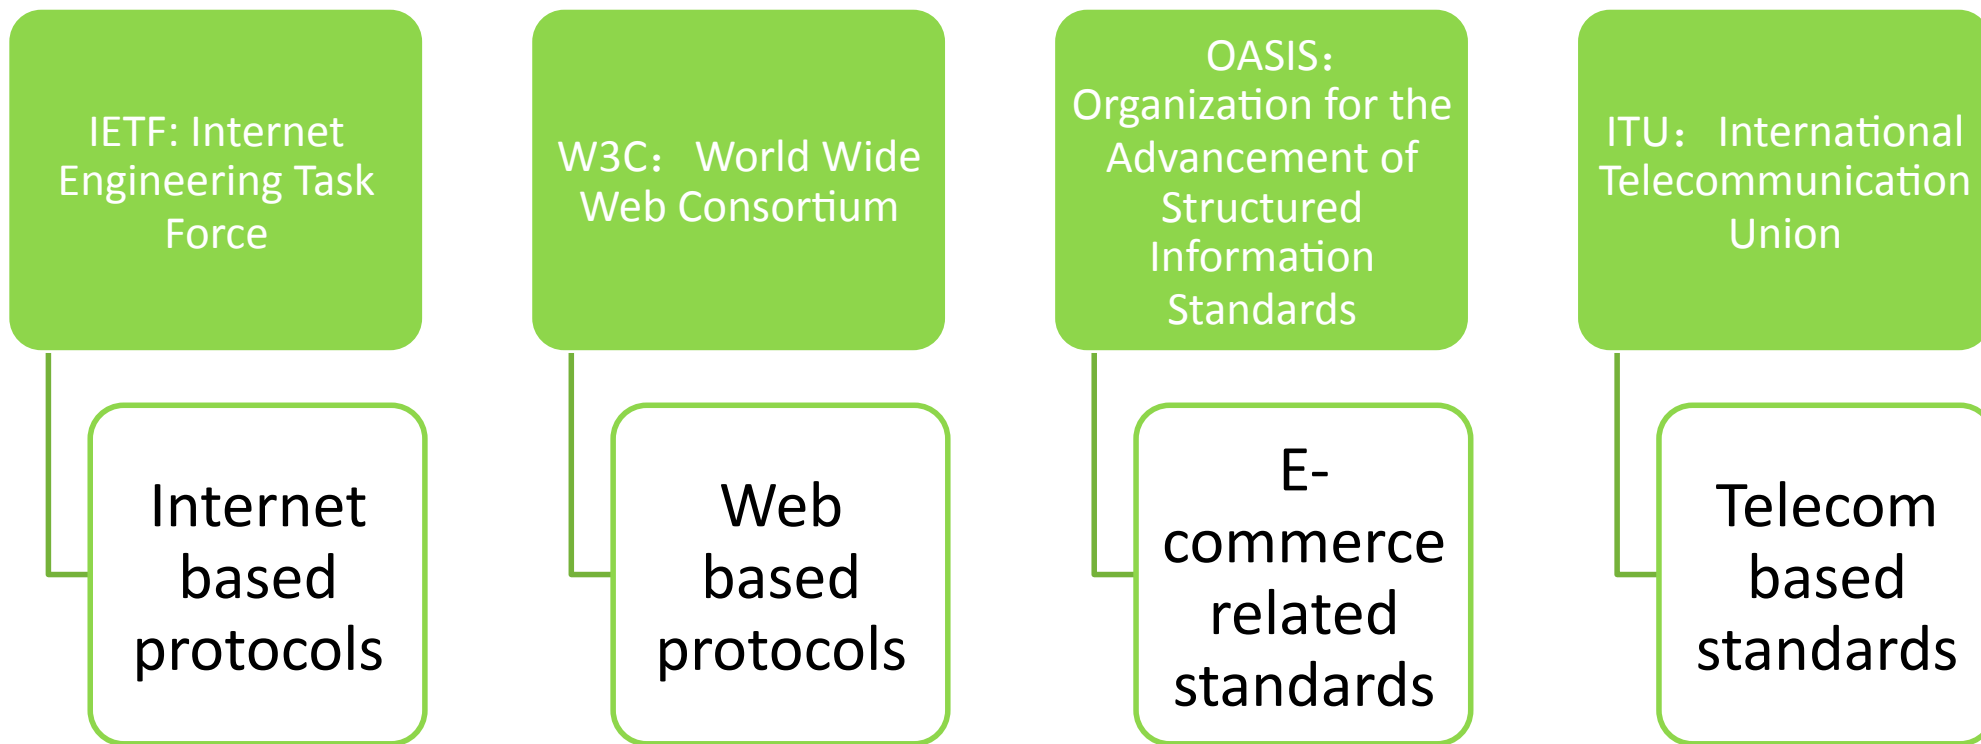 IETF: Internet
Engineering Task
Force
W3C： World Wide
Web Consortium
OASIS：
Organization for the
Advancement of
Structured
Information
Standards
ITU： International
Telecommunication
Union
Internet
based
protocols
Web
based
protocols
E-
commerce
related
standards
Telecom
based
standards